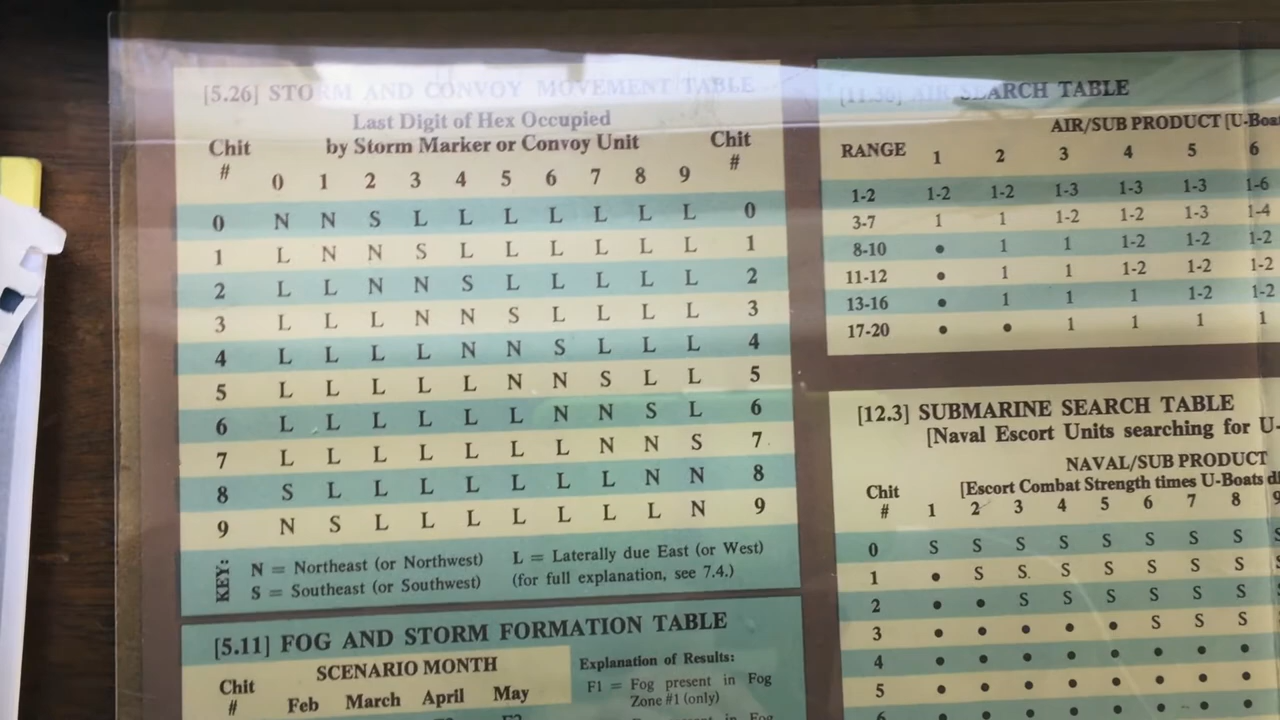 [5.26] STORM AND CONVOY MOVEMENT TABLE
Last Digit of Hex Occupied
by Storm Marker or Convoy Unit
Chit # 0 1 2 3 4 5 6 7 8 9 Chit #
0 N N S L L L L L L L 0
1 L N N S L L L L L L 1
2 L L N N S L L L L L 2
3 L L L N N S L L L L 3
4 L L L L N N S L L L 4
5 L L L L L N N S L L 5
6 L L L L L L N N S L 6
7 L L L L L L L N N S 7
8 S L L L L L L L N N 8
9 N S L L L L L L L N 9
KEY:
N = Northeast (or Northwest)
S = Southeast (or Southwest)
L = Laterally due East (or West)
(for full explanation, see 7.4.)
[5.11] FOG AND STORM FORMATION TABLE
SCENARIO MONTH
Chit # Feb March April May
Explanation of Results:
F1 = Fog present in Fog
Zone #1 (only)
in Fog
AIR SEARCH TABLE
AIR/SUB PRODUCT [U-Boa
RANGE 1 2 3 4 5 6
1-2 1-2 1-2 1-3 1-3 1-3 1-6
3-7 1 1 1-2 1-2 1-3 1-4
8-10 • 1 1 1-2 1-2 1-2
11-12 • 1 1 1-2 1-2 1-2
13-16 • 1 1 1 1-2 1-2
17-20 • • 1 1 1 1
[12.3] SUBMARINE SEARCH TABLE
[Naval Escort Units searching for U-
NAVAL/SUB PRODUCT
[Escort Combat Strength times U-Boats
Chit # 1 2 3 4 5 6 7 8 9
0 S S S S S S S S S
1 • S S S S S S S S
2 • • S S S S S S
3 • • • • • S S S
4 • • • • • • • •
5 • • • • • • • •